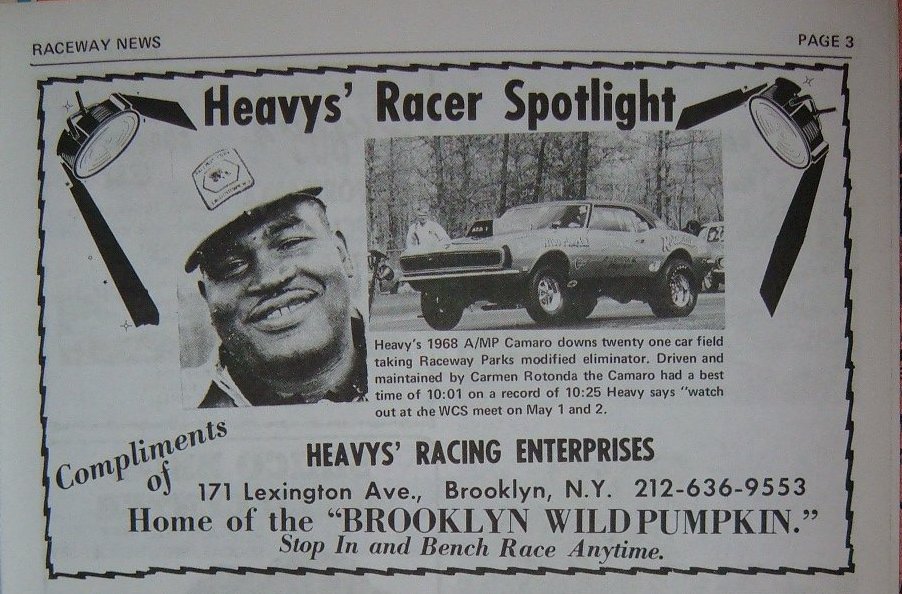 RACEWAY NEWS
PAGE 3
Heavys' Racer Spotlight
Heavy's 1968 A/MP Camaro downs twenty one car field
taking Raceway Parks modified eliminator. Driven and
maintained by Carmen Rotonda the Camaro had a best
time of 10:01 on a record of 10:25 Heavy says "watch
out at the WCS meet on May 1 and 2.
Compliments
of
HEAVYS' RACING ENTERPRISES
171 Lexington Ave., Brooklyn, N.Y. 212-636-9553
Home of the "BROOKLYN WILD PUMPKIN."
Stop In and Bench Race Anytime.